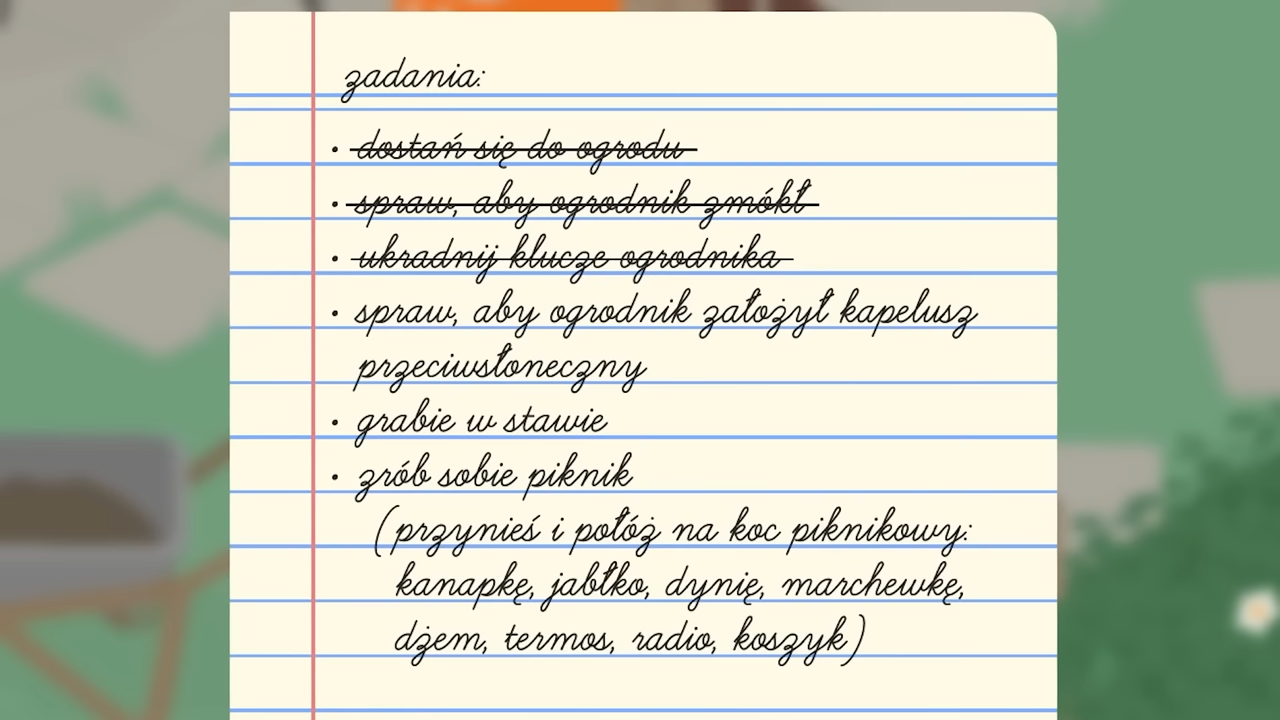 zadania:
• dostań się do ogrodu
• spraw, aby ogrodnik zmókł
• ukradnij klucze ogrodnika
• spraw, aby ogrodnik założył kapelusz
przeciwsłoneczny
• grabie w stawie
• zrób sobie piknik
(przynieś i połóż na koc piknikowy:
kanapkę, jabłko, dynię, marchewkę,
dżem, termos, radio, koszyk)